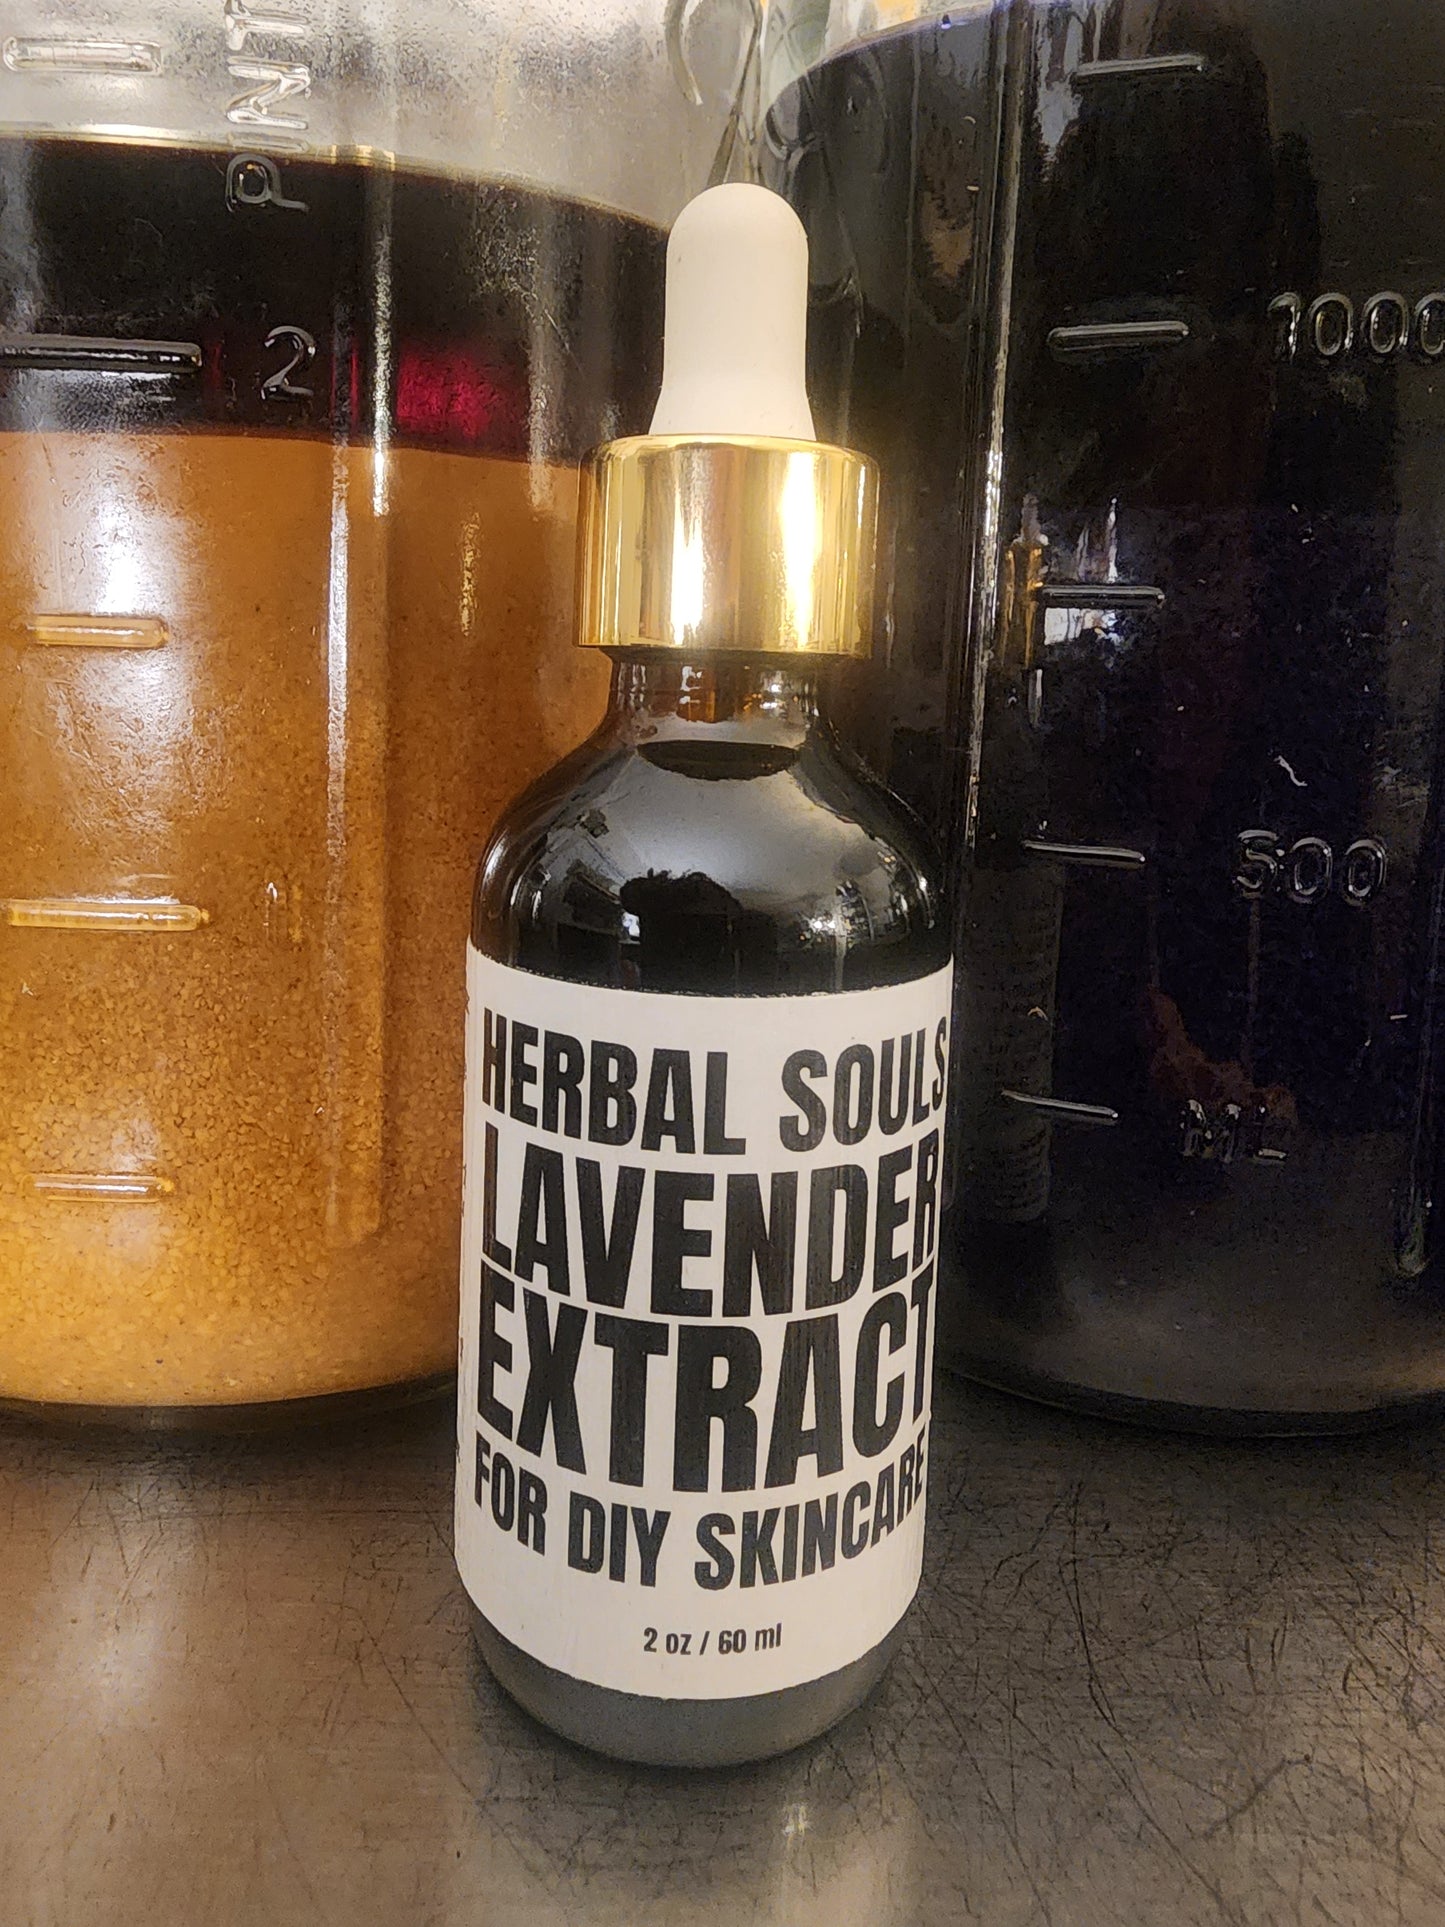 PINT
2
1000
500
ML
HERBAL SOULS
LAVENDER
EXTRACT
FOR DIY SKINCARE
2 oz / 60 ml